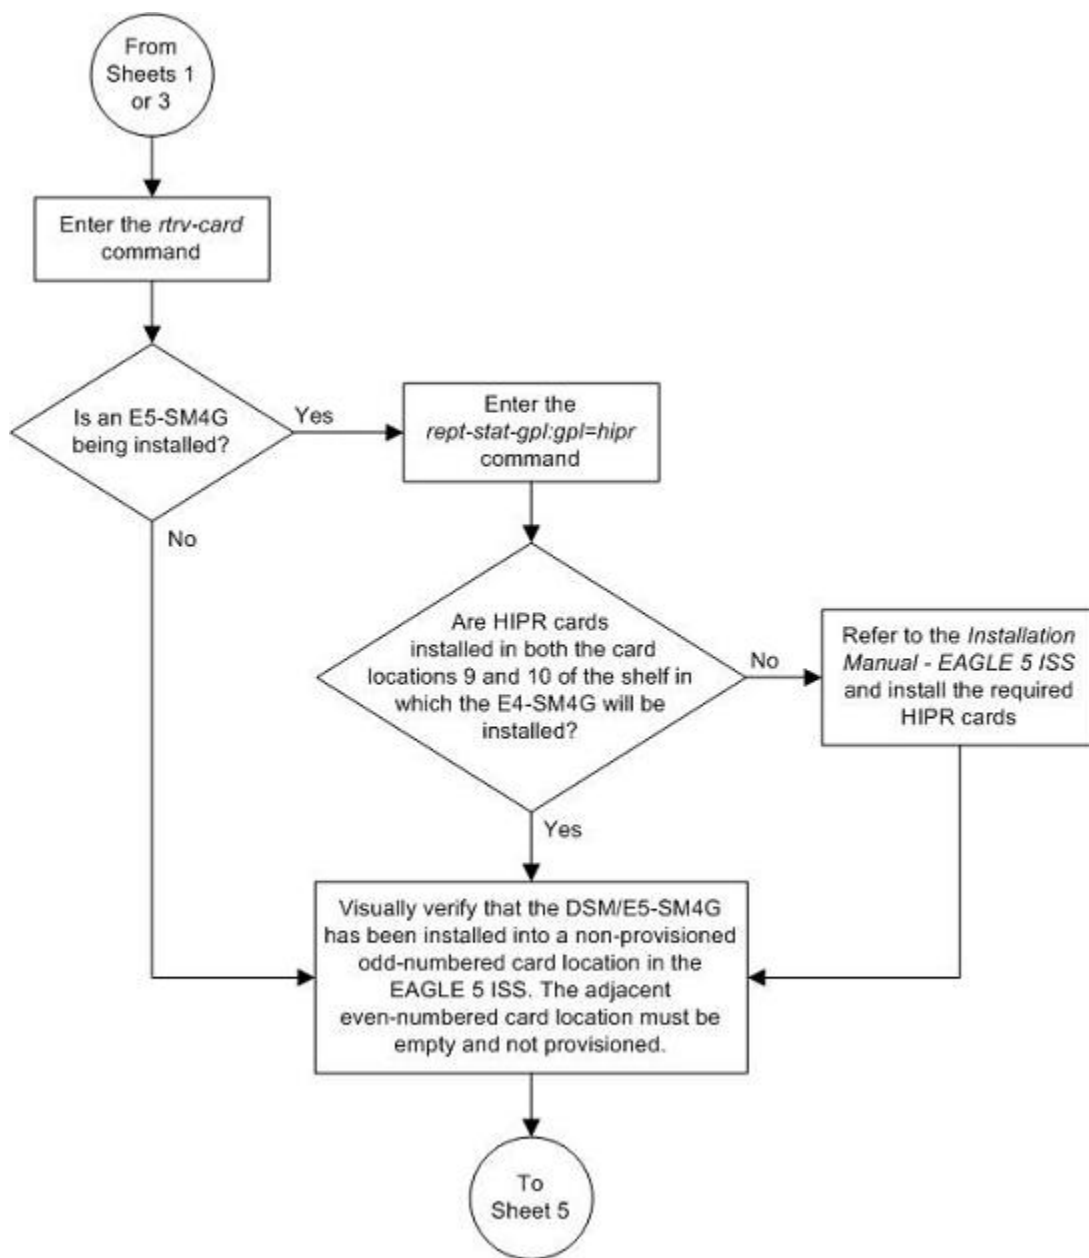 From
Sheets 1
or 3
Enter the rtrv-card
command
Is an E5-SM4G
being installed?
Yes
No
Enter the
rept-stat-gpl:gpl=hipr
command
Are HIPR cards
installed in both the card
locations 9 and 10 of the shelf in
which the E4-SM4G will be
installed?
No
Yes
Refer to the Installation
Manual - EAGLE 5 ISS
and install the required
HIPR cards
Visually verify that the DSM/E5-SM4G
has been installed into a non-provisioned
odd-numbered card location in the
EAGLE 5 ISS. The adjacent
even-numbered card location must be
empty and not provisioned.
To
Sheet 5